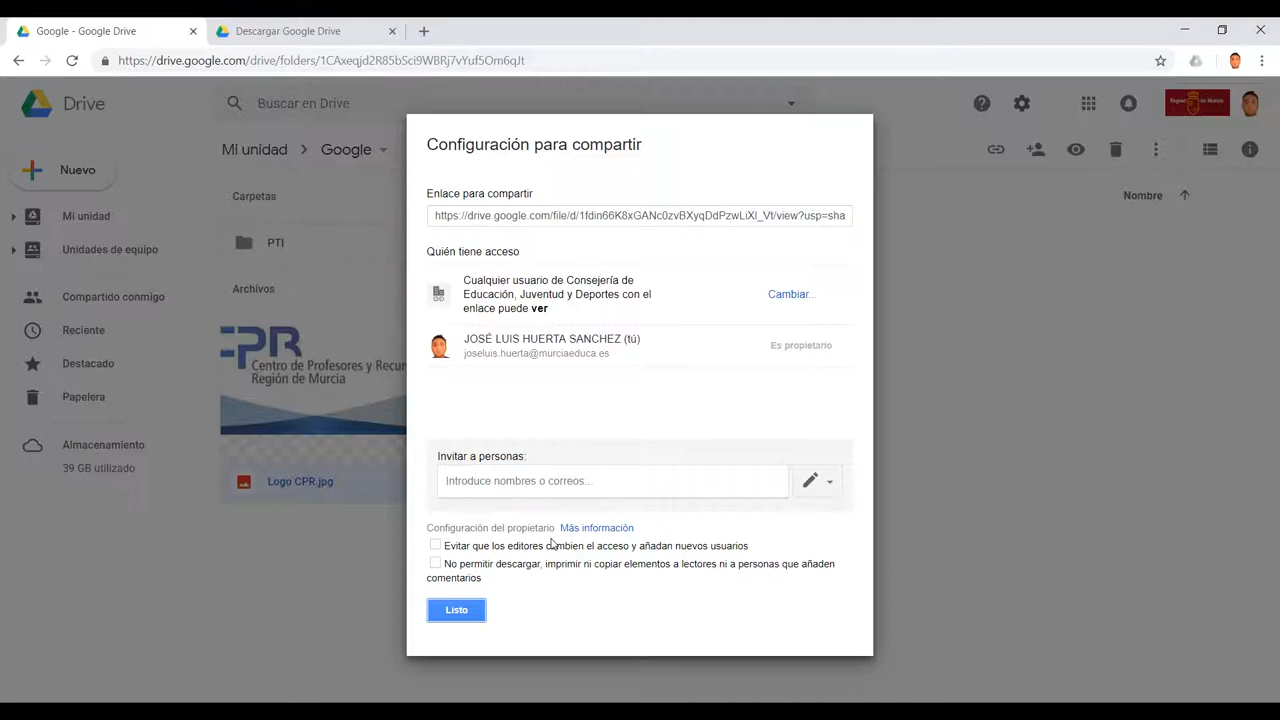 Google - Google Drive
Descargar Google Drive
https://drive.google.com/drive/folders/1CAxeqjd2R85bSci9WBRj7vYuf5Om6qJt
Drive
Buscar en Drive
Región de Murcia
Nuevo
Mi unidad > Google
Nombre
Mi unidad
Unidades de equipo
Compartido conmigo
Reciente
Destacado
Papelera
Almacenamiento
39 GB utilizado
Carpetas
PTI
Archivos
PR
Centro de Profesores y Recur
Región de Murcia
Logo CPR.jpg
Configuración para compartir
Enlace para compartir
https://drive.google.com/file/d/1fdin66K8xGANc0zvBXyqDdPzwLiXl_Vt/view?usp=sha
Quién tiene acceso
Cualquier usuario de Consejería de
Educación, Juventud y Deportes con el
enlace puede ver
Cambiar...
JOSÉ LUIS HUERTA SANCHEZ (tú)
joseluis.huerta@murciaeduca.es
Es propietario
Invitar a personas:
Introduce nombres o correos...
Configuración del propietario Más información
Evitar que los editores cambien el acceso y añadan nuevos usuarios
No permitir descargar, imprimir ni copiar elementos a lectores ni a personas que añaden
comentarios
Listo